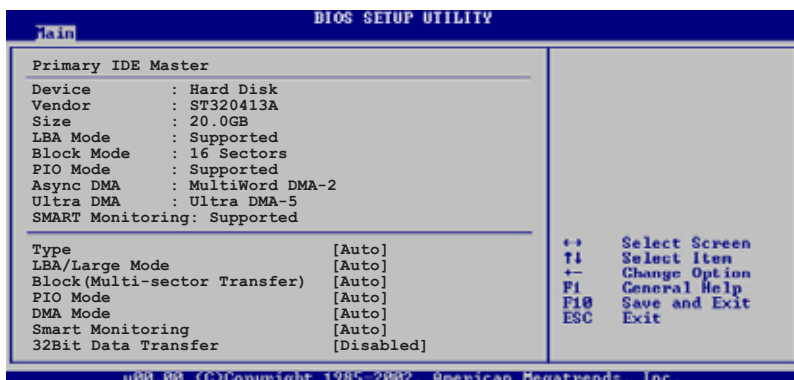 BIOS SETUP UTILITY
Main
Primary IDE Master
Device : Hard Disk
Vendor : ST320413A
Size : 20.0GB
LBA Mode : Supported
Block Mode : 16 Sectors
PIO Mode : Supported
Async DMA : MultiWord DMA-2
Ultra DMA : Ultra DMA-5
SMART Monitoring: Supported
Type [Auto]
LBA/Large Mode [Auto]
Block(Multi-sector Transfer) [Auto]
PIO Mode [Auto]
DMA Mode [Auto]
Smart Monitoring [Auto]
32Bit Data Transfer [Disabled]
↔ Select Screen
↑↓ Select Item
+- Change Option
F1 General Help
F10 Save and Exit
ESC Exit
v00.00 (C)Copyright 1985-2002, American Megatrends, Inc